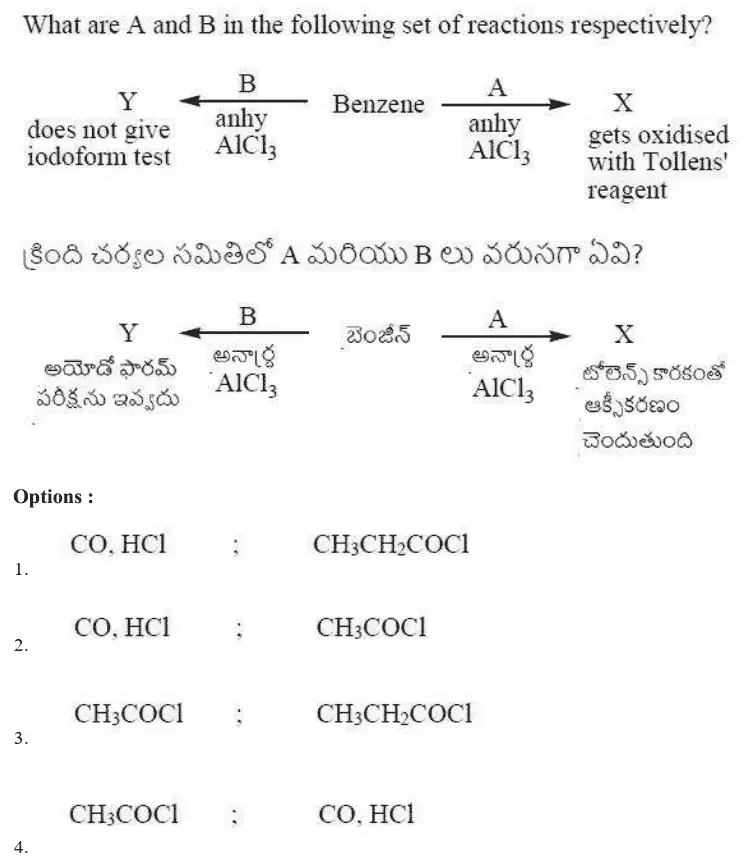 What are A and B in the following set of reactions respectively?
Y B Benzene A X
does not give iodoform test
anhy AlCl₃
anhy AlCl₃
gets oxidised with Tollens' reagent
క్రింది చర్యల సమితిలో A మరియు B లు వరుసగా ఏవి?
Y B బెంజీన్ A X
అయోడో ఫారమ్ పరీక్షను ఇవ్వదు
అనార్ద్ర AlCl₃
అనార్ద్ర AlCl₃
టోలెన్స్ కారకంతో ఆక్సీకరణం చెందుతుంది
Options :
1. CO, HCl ; CH₃CH₂COCl
2. CO, HCl ; CH₃COCl
3. CH₃COCl ; CH₃CH₂COCl
4. CH₃COCl ; CO, HCl